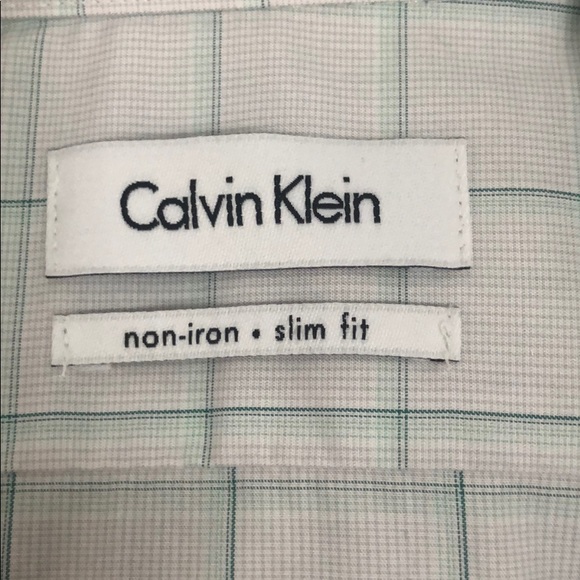 Calvin Klein
non-iron • slim fit